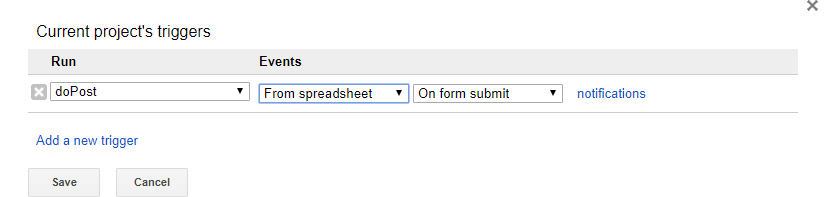 Current project's triggers
Run Events
doPost From spreadsheet On form submit notifications
Add a new trigger
Save Cancel